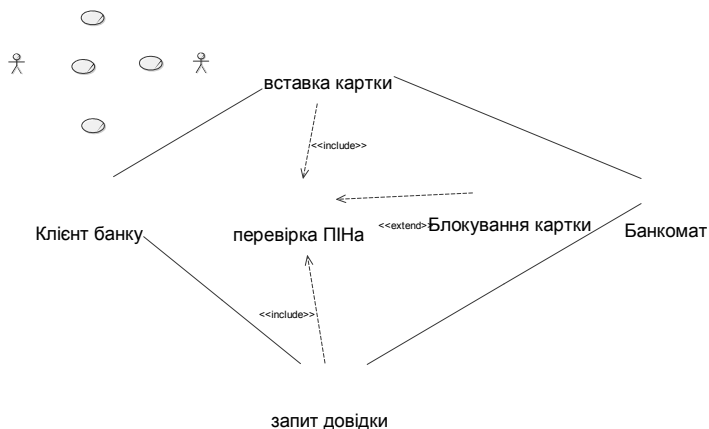 вставка картки
<<include>>
<<extend>>
Блокування картки
Клієнт банку
перевірка ПІНа
Банкомат
<<include>>
запит довідки